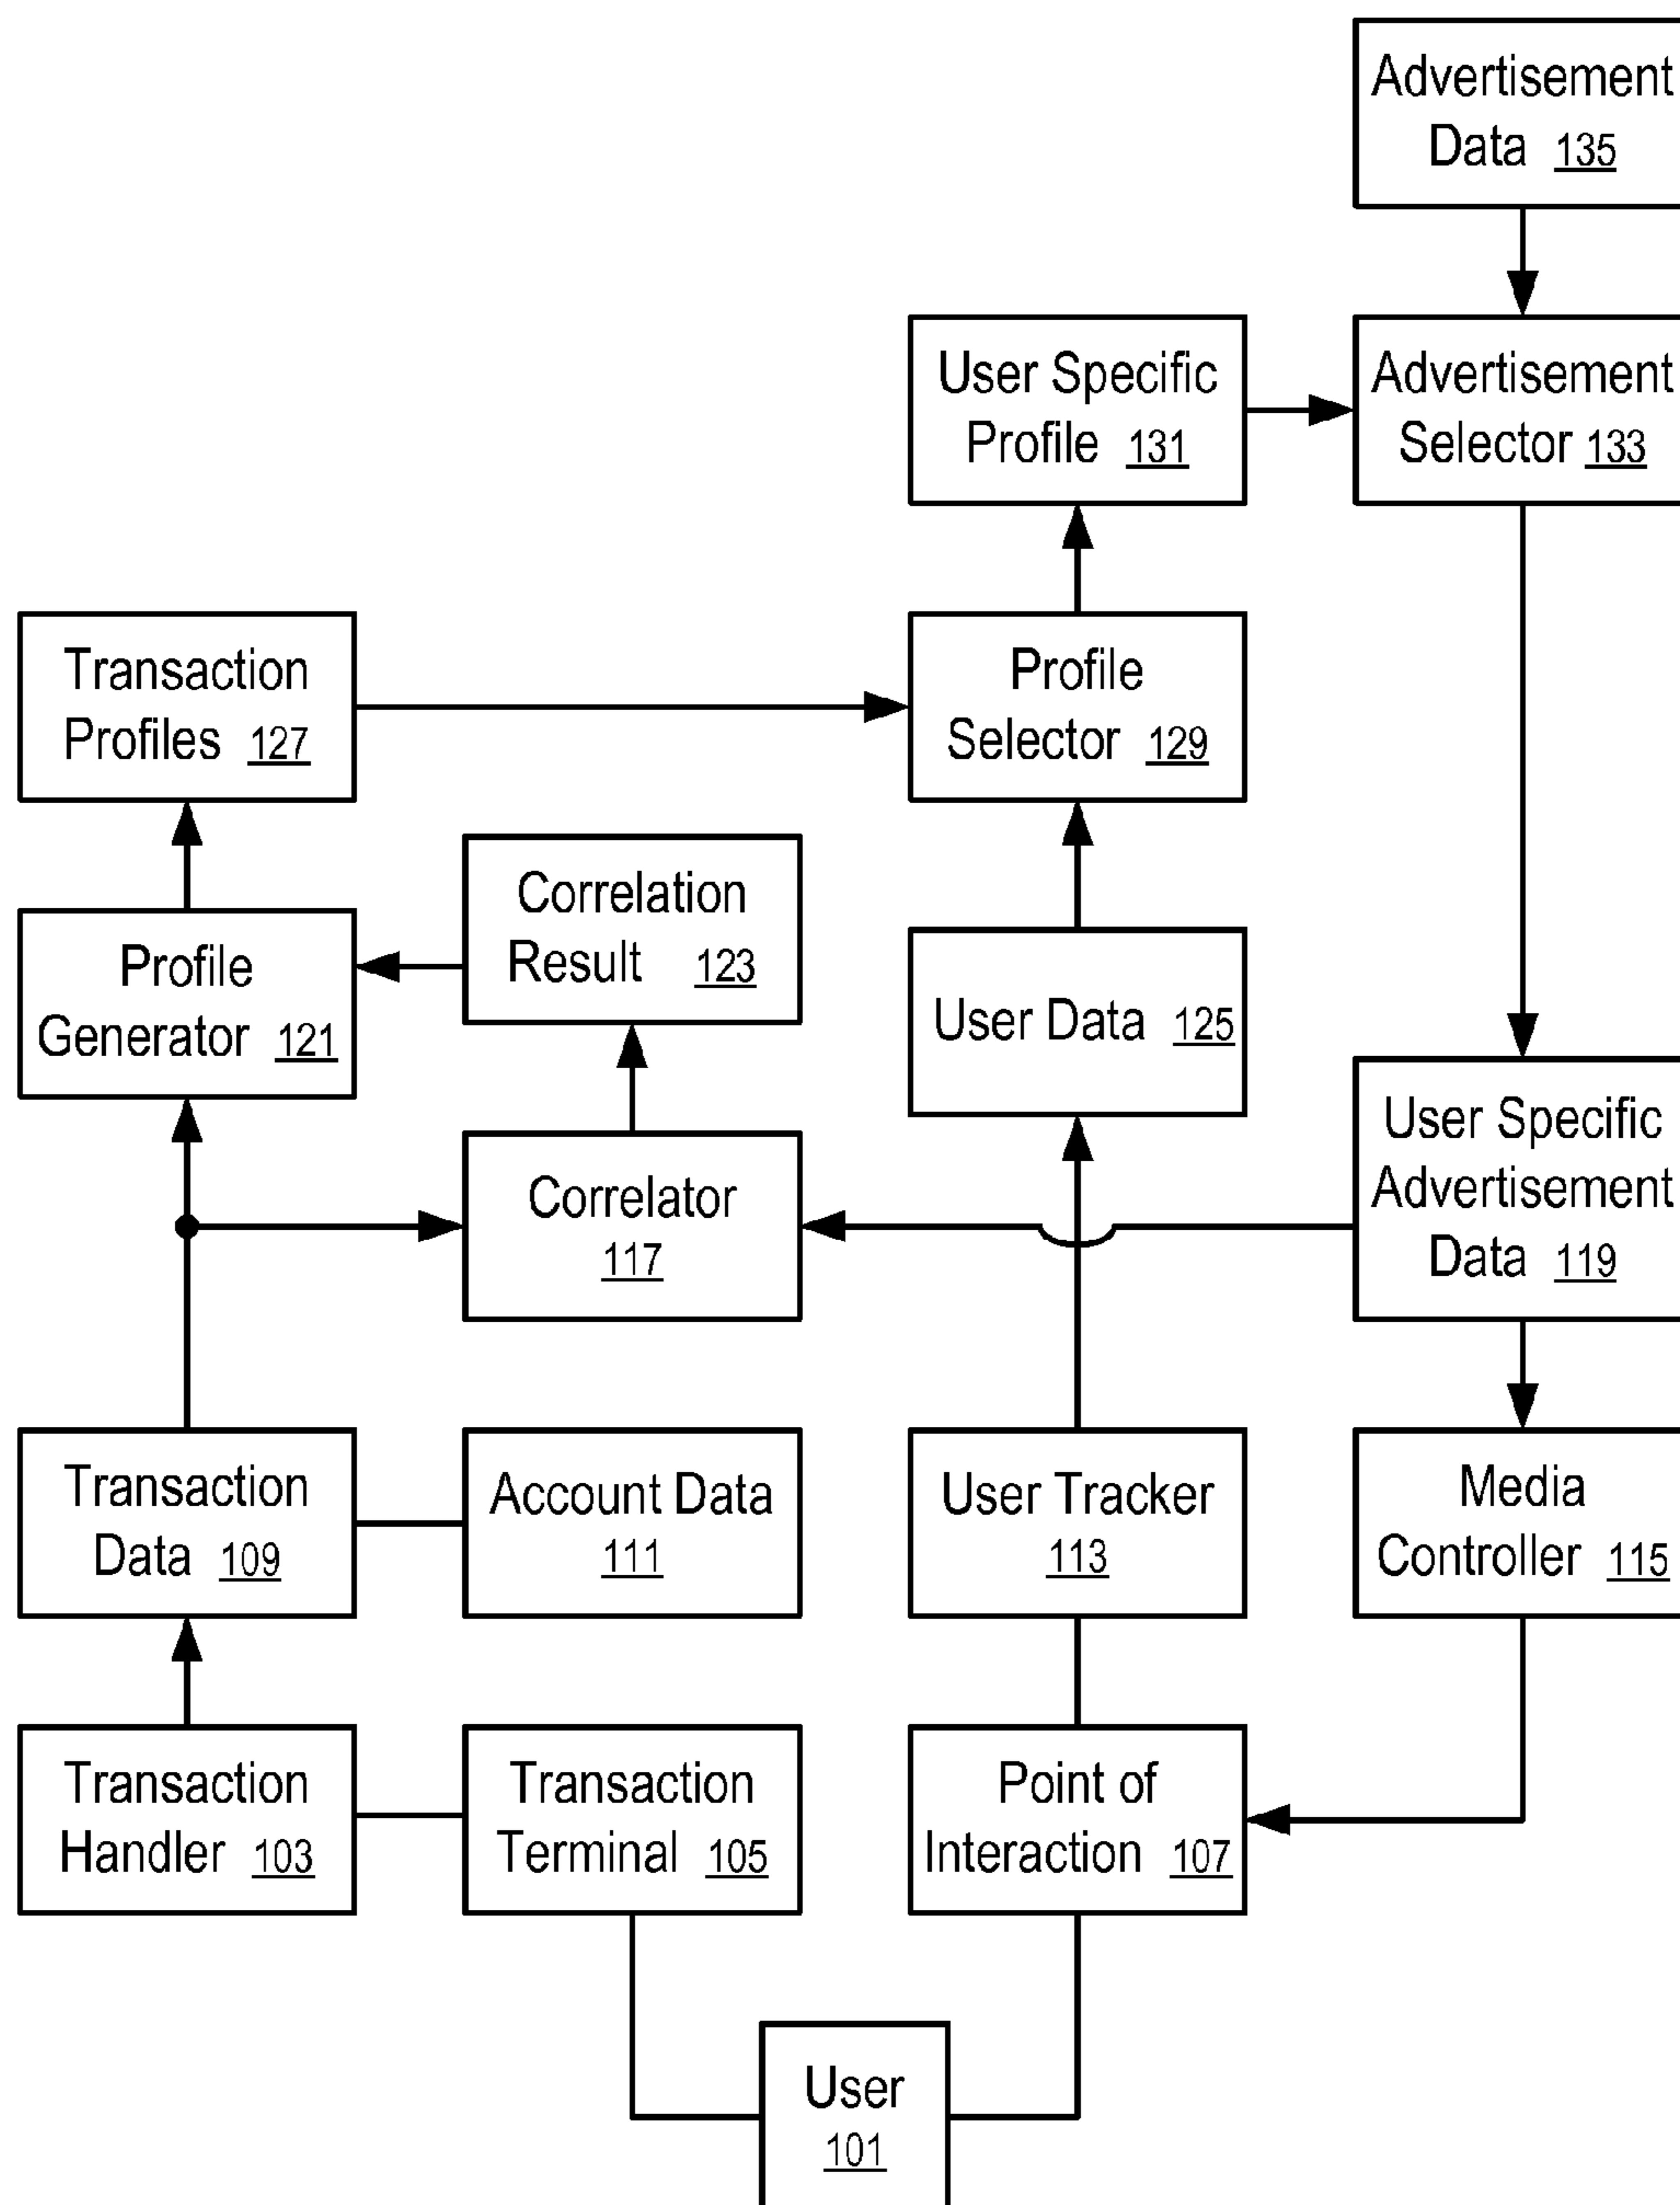 Advertisement
Data 135
User Specific
Profile 131
Advertisement
Selector 133
Transaction
Profiles 127
Profile
Selector 129
Correlation
Result 123
Profile
Generator 121
User Data 125
User Specific
Advertisement
Data 119
Correlator
117
Transaction
Data 109
Account Data
111
User Tracker
113
Media
Controller 115
Transaction
Handler 103
Transaction
Terminal 105
Point of
Interaction 107
User
101